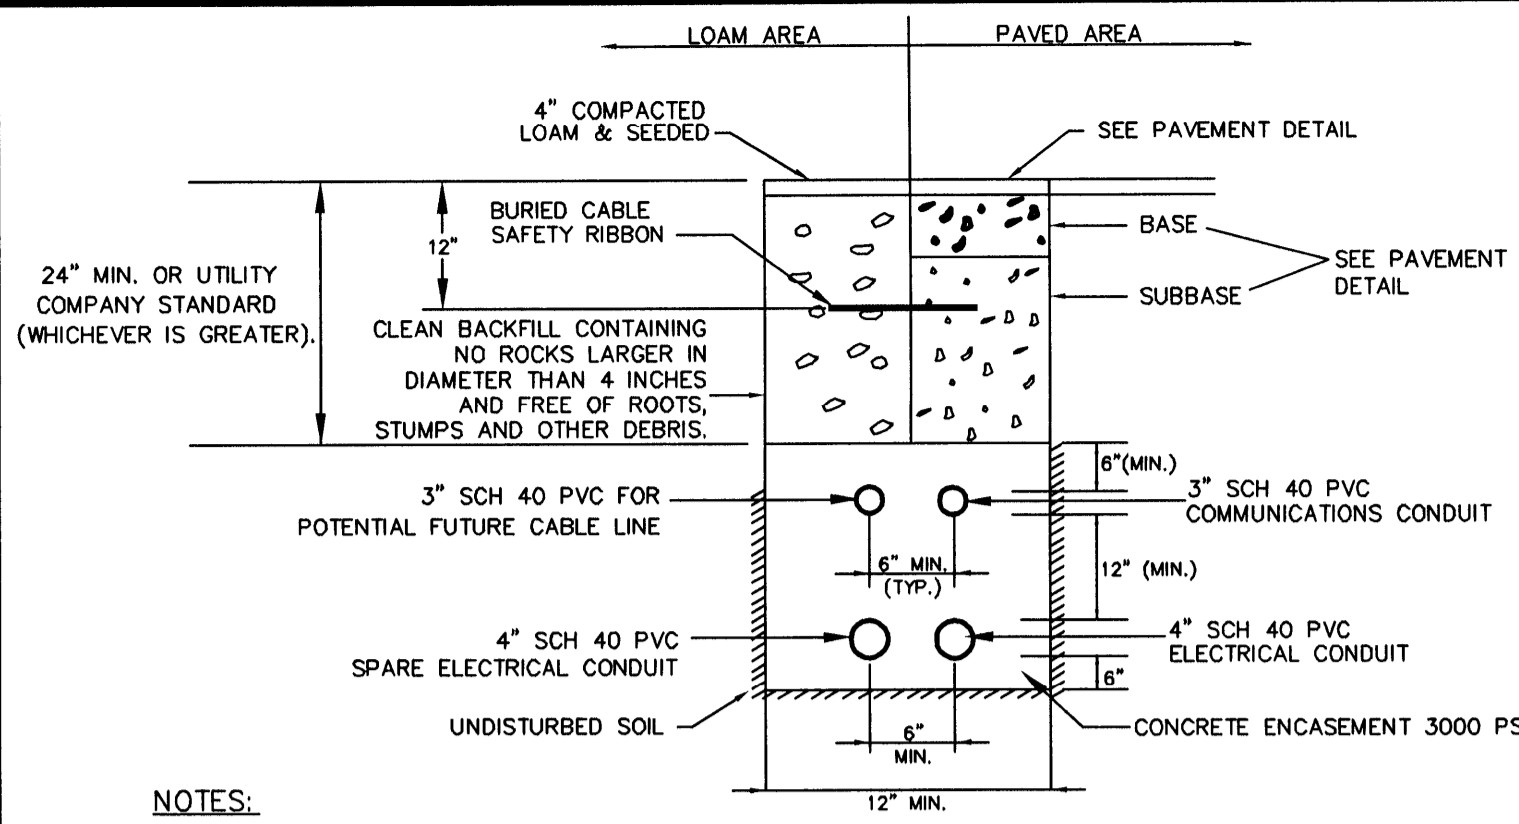 LOAM AREA
PAVED AREA
4" COMPACTED
LOAM & SEEDED
SEE PAVEMENT DETAIL
BURIED CABLE
SAFETY RIBBON
12"
BASE
SUBBASE
SEE PAVEMENT
DETAIL
24" MIN. OR UTILITY
COMPANY STANDARD
(WHICHEVER IS GREATER).
CLEAN BACKFILL CONTAINING
NO ROCKS LARGER IN
DIAMETER THAN 4 INCHES
AND FREE OF ROOTS,
STUMPS AND OTHER DEBRIS.
6"(MIN.)
3" SCH 40 PVC FOR
POTENTIAL FUTURE CABLE LINE
3" SCH 40 PVC
COMMUNICATIONS CONDUIT
6" MIN.
(TYP.)
12" (MIN.)
4" SCH 40 PVC
SPARE ELECTRICAL CONDUIT
4" SCH 40 PVC
ELECTRICAL CONDUIT
6"
UNDISTURBED SOIL
CONCRETE ENCASEMENT 3000 PS
6"
MIN.
12" MIN.
NOTES: